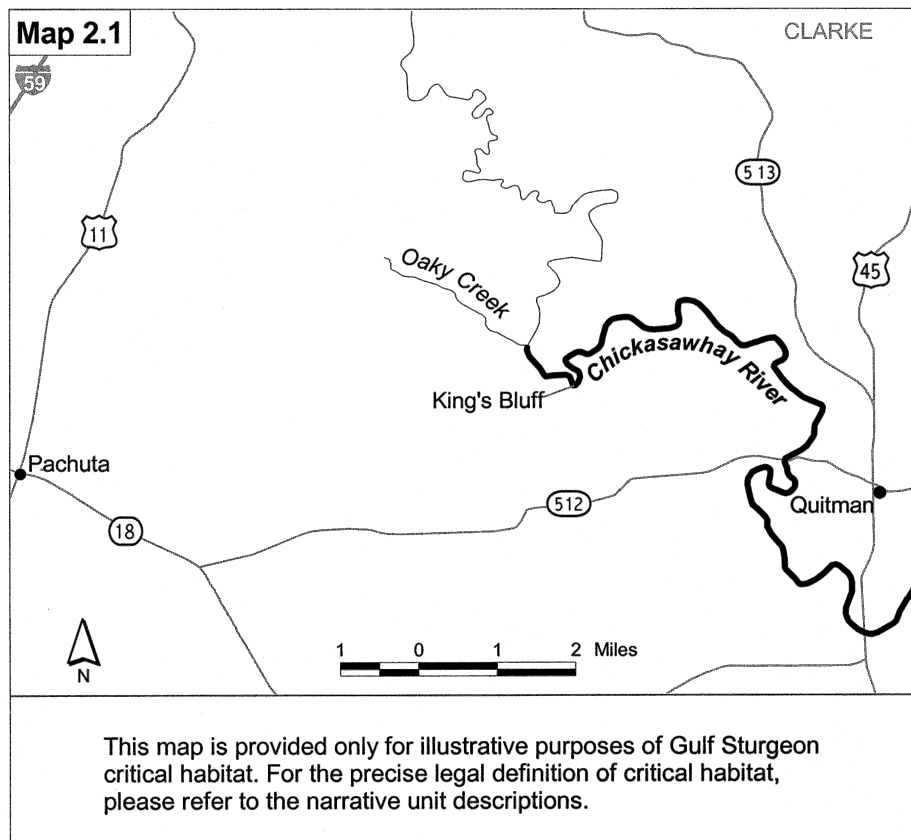 Map 2.1
CLARKE
59
5 13
11
45
Oaky Creek
Chickasawhay River
King's Bluff
Pachuta
512
Quitman
18
1 0 1 2 Miles
N
This map is provided only for illustrative purposes of Gulf Sturgeon
critical habitat. For the precise legal definition of critical habitat,
please refer to the narrative unit descriptions.